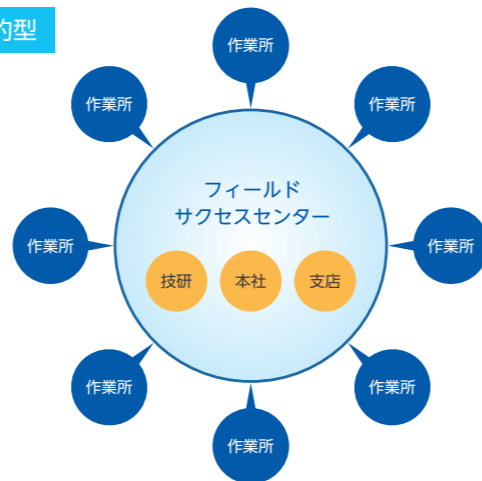 的型
作業所
作業所
作業所
フィールド
サクセスセンター
作業所
作業所
技研
本社
支店
作業所
作業所
作業所